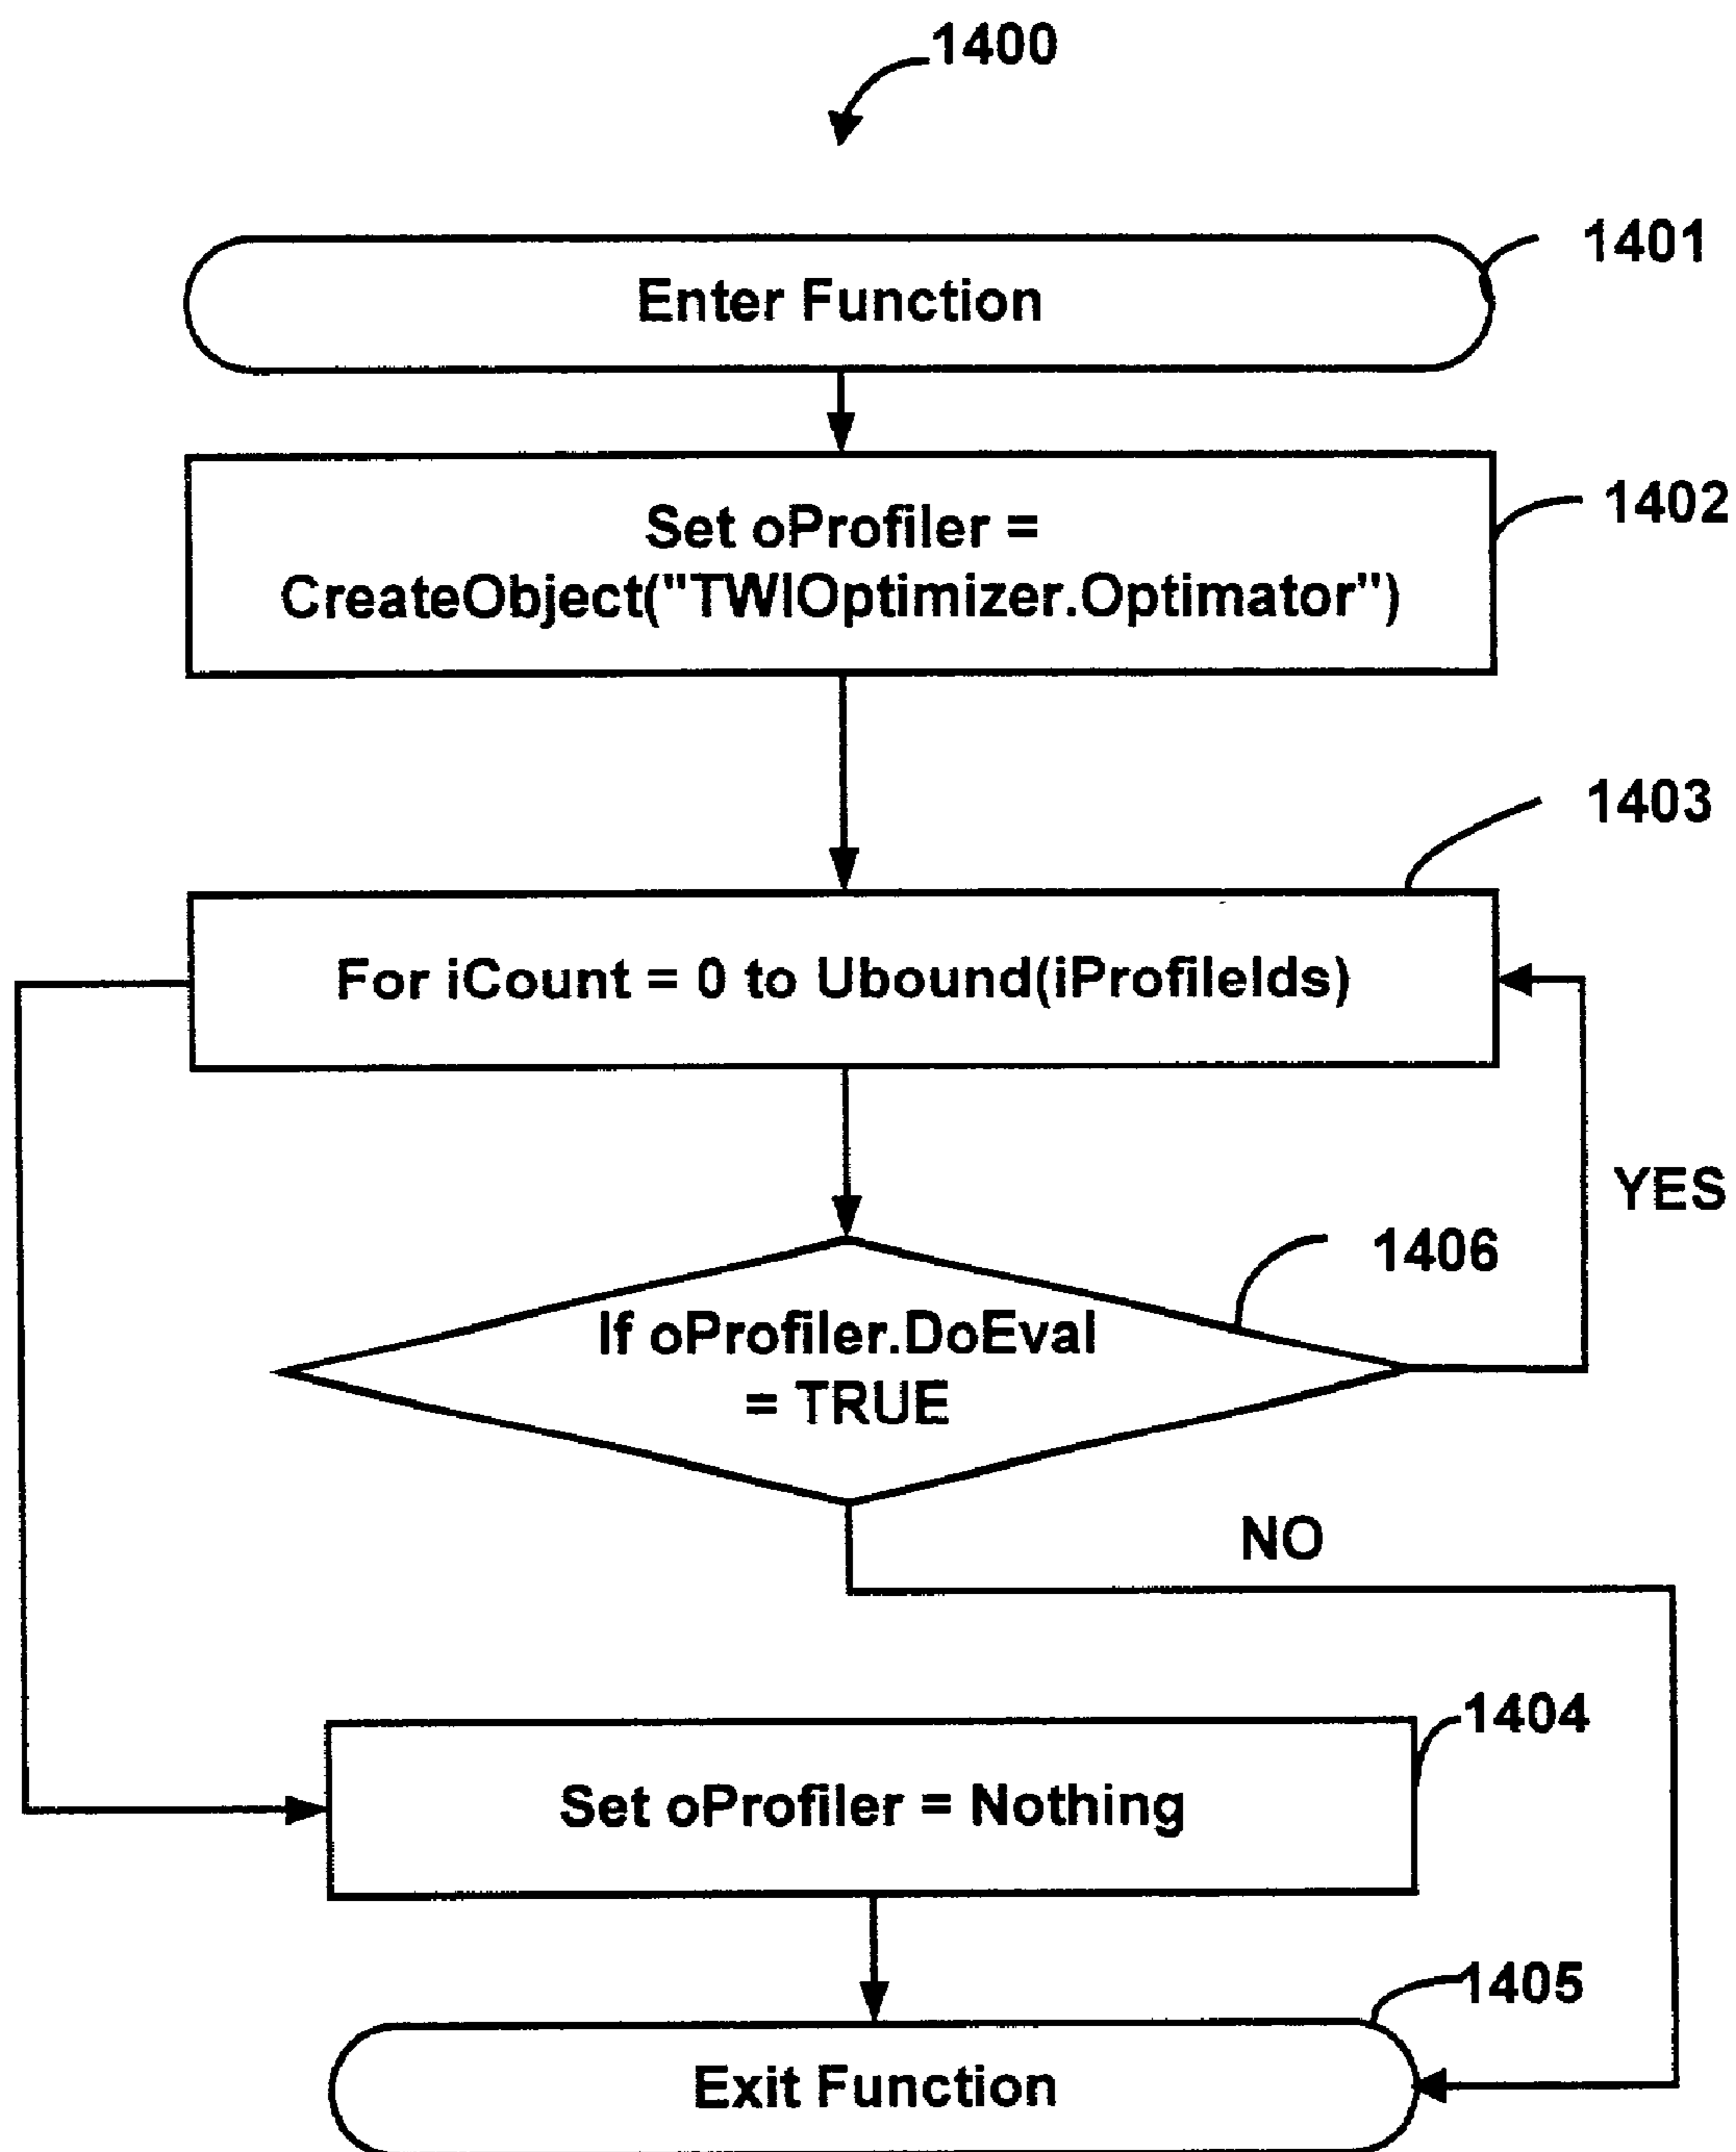 1400
1401
Enter Function
1402
Set oProfiler =
CreateObject("TWIOptimizer.Optimator")
1403
For iCount = 0 to Ubound(iProfileIds)
YES
1406
If oProfiler.DoEval
= TRUE
NO
1404
Set oProfiler = Nothing
1405
Exit Function